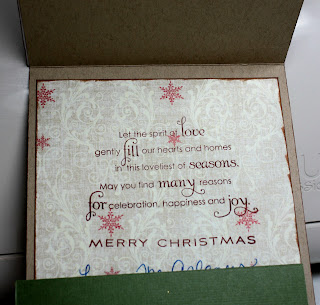 Let the spirit of love
gently fill our hearts and homes
in this loveliest of seasons.
May you find many reasons
for celebration, happiness and joy.
MERRY CHRISTMAS